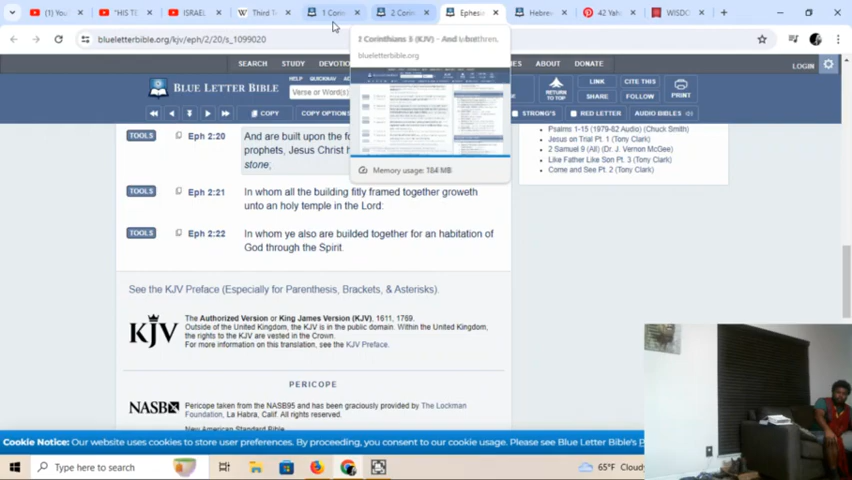 (1) You
"HIS TE
ISRAEL
Third T
1 Corin
2 Corin
Ephesi
Hebrew
42 Yaho
WISDO
blueletterbible.org/kjv/eph/2/20/s_1099020
blueletterbible.org
Memory usage: 184 MB
SEARCH STUDY DEVOTIO
ES ABOUT DONATE LOGIN
BLUE LETTER BIBLE
HELP QUICKNAV
Verse or Word(s)
RETURN TO TOP
LINK
SHARE
CITE THIS
FOLLOW
PRINT
COPY COPY OPTIONS
STRONG'S RED LETTER AUDIO BIBLES
TOOLS Eph 2:20 And are built upon the fo
prophets, Jesus Christ h
stone;
TOOLS Eph 2:21 In whom all the building fitly framed together groweth
unto an holy temple in the Lord:
TOOLS Eph 2:22 In whom ye also are builded together for an habitation of
God through the Spirit.
Psalms 1-15 (1979-82 Audio) (Chuck Smith)
Jesus on Trial Pt. 1 (Tony Clark)
2 Samuel 9 (All) (Dr. J. Vernon McGee)
Like Father Like Son Pt. 3 (Tony Clark)
Come and See Pt. 2 (Tony Clark)
See the KJV Preface (Especially for Parenthesis, Brackets, & Asterisks).
KJV
The Authorized Version or King James Version (KJV), 1611, 1769.
Outside of the United Kingdom, the KJV is in the public domain. Within the United Kingdom,
the rights to the KJV are vested in the Crown.
For more information on this translation, see the KJV Preface.
PERICOPE
NASB
Pericope taken from the NASB95 and has been graciously provided by The Lockman
Foundation, La Habra, Calif. All rights reserved.
Cookie Notice: Our website uses cookies to store user preferences. By proceeding, you consent to our cookie usage. Please see Blue Letter Bible's P
Type here to search
65°F Cloudy